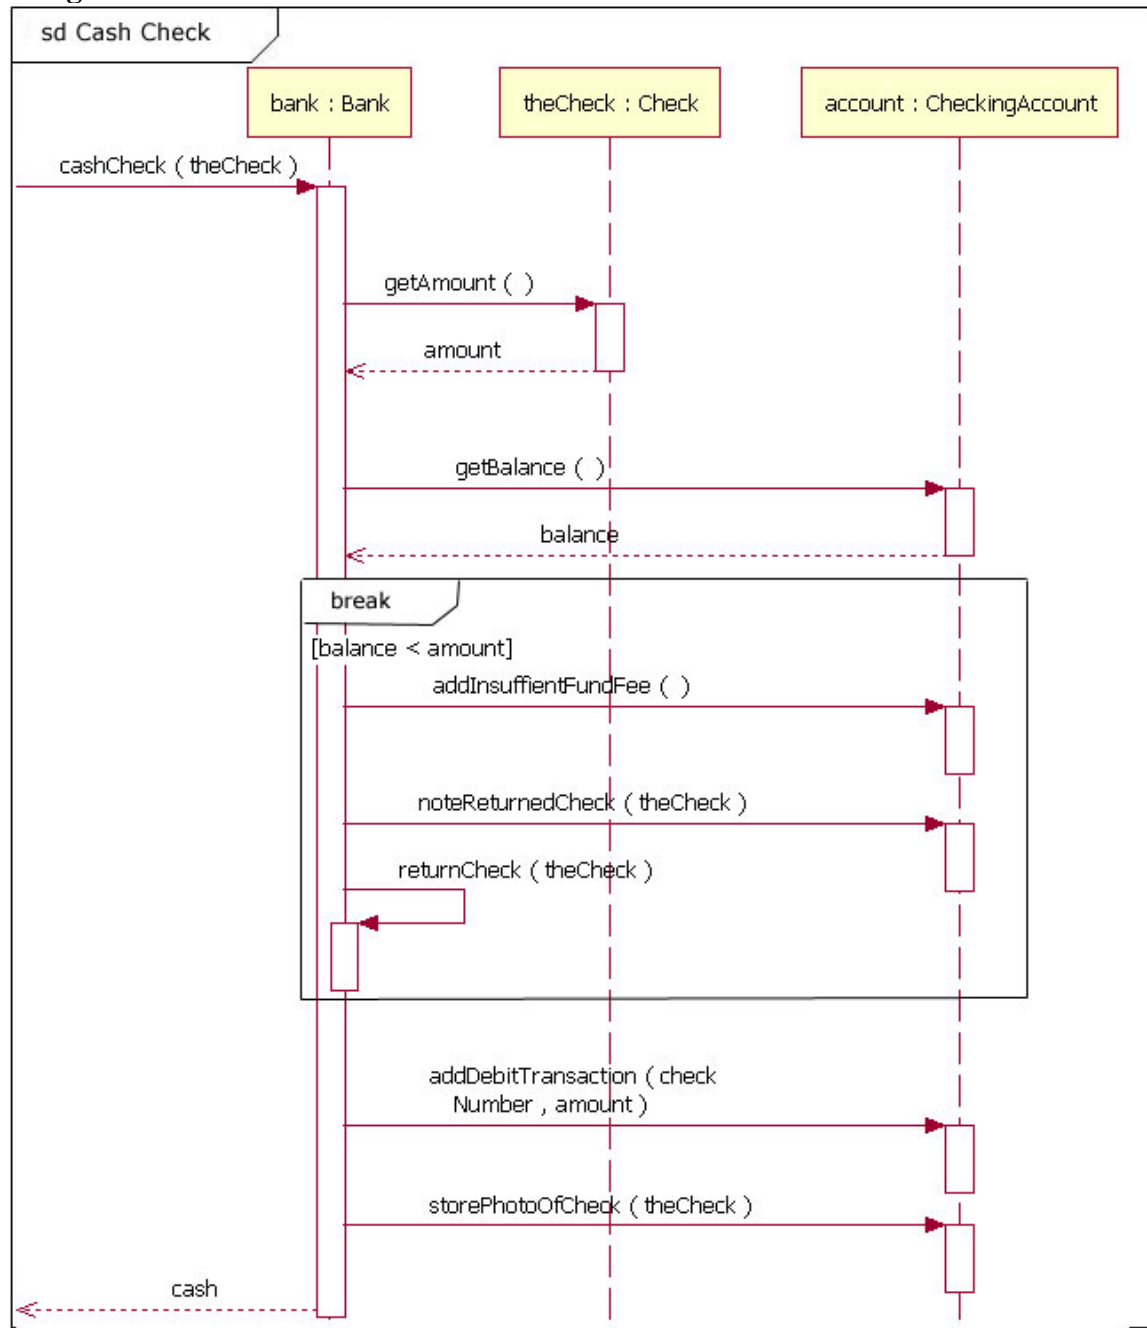 sd Cash Check
bank : Bank
theCheck : Check
account : CheckingAccount
cashCheck ( theCheck )
getAmount ( )
amount
getBalance ( )
balance
break
[balance < amount]
addInsuffientFundFee ( )
noteReturnedCheck ( theCheck )
returnCheck ( theCheck )
addDebitTransaction ( check
Number , amount )
storePhotoOfCheck ( theCheck )
cash